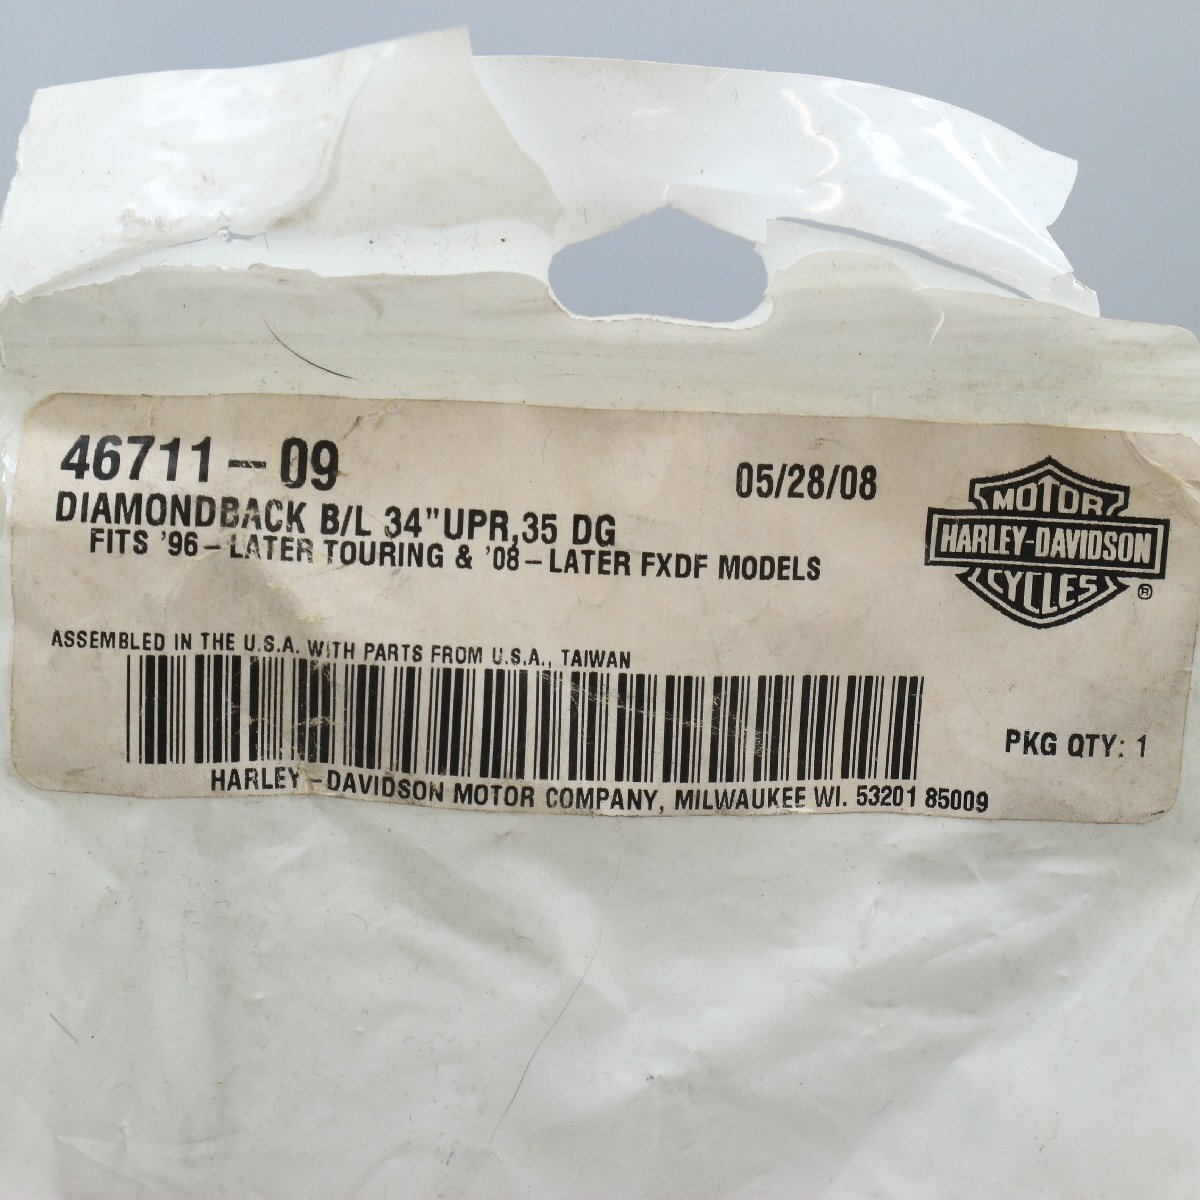 46711-09
05/28/08
DIAMONDBACK B/L 34"UPR,35 DG
FITS '96-LATER TOURING & '08-LATER FXDF MODELS
MOTOR
HARLEY-DAVIDSON
CYCLES
®
ASSEMBLED IN THE U.S.A. WITH PARTS FROM U.S.A., TAIWAN
PKG QTY: 1
HARLEY-DAVIDSON MOTOR COMPANY, MILWAUKEE WI. 53201 85009